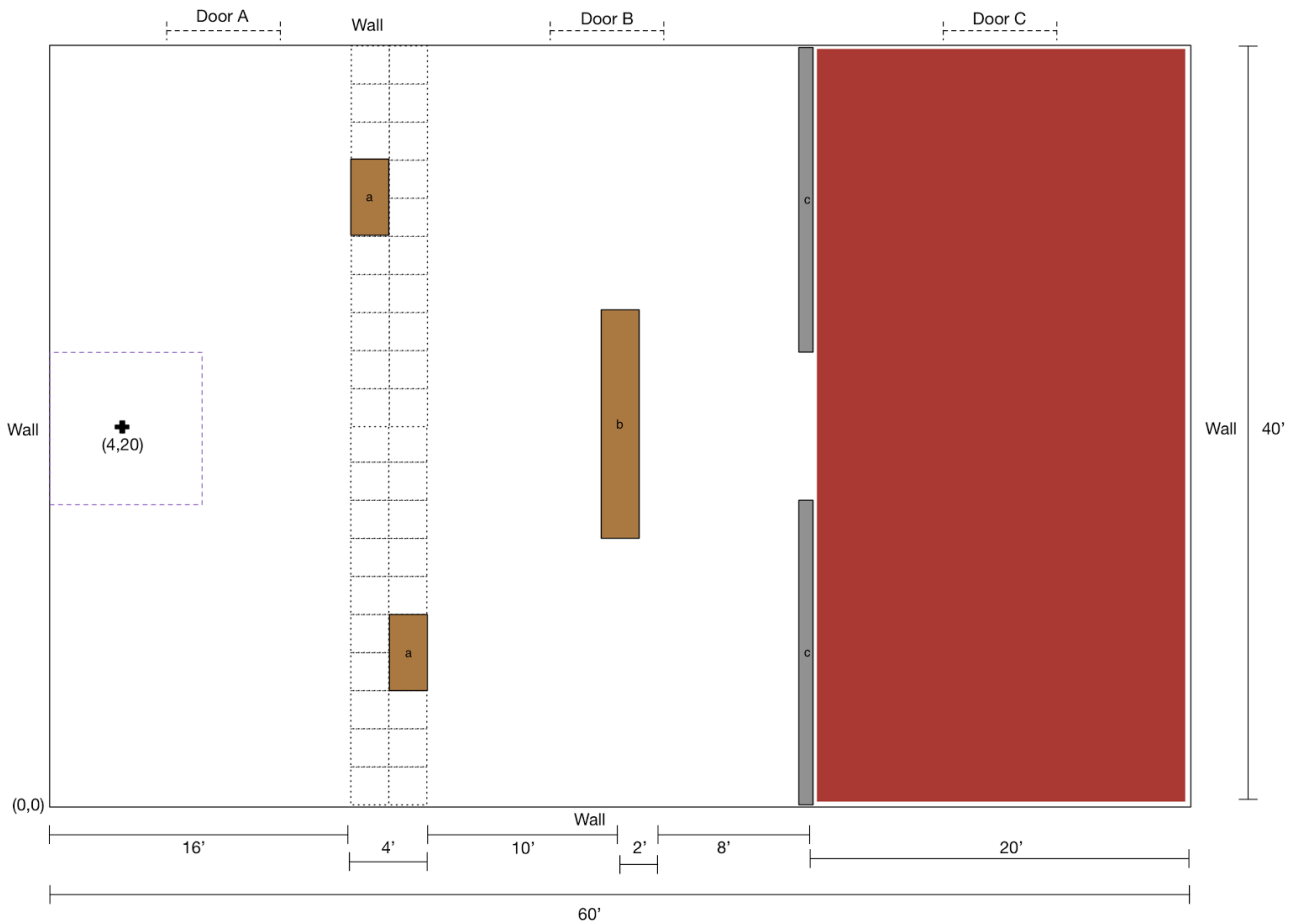 Door A
Wall
Door B
Door C
a
c
Wall
(4,20)
b
Wall
40’
a
c
(0,0)
Wall
16’
4’
10’
2’
8’
20’
60’